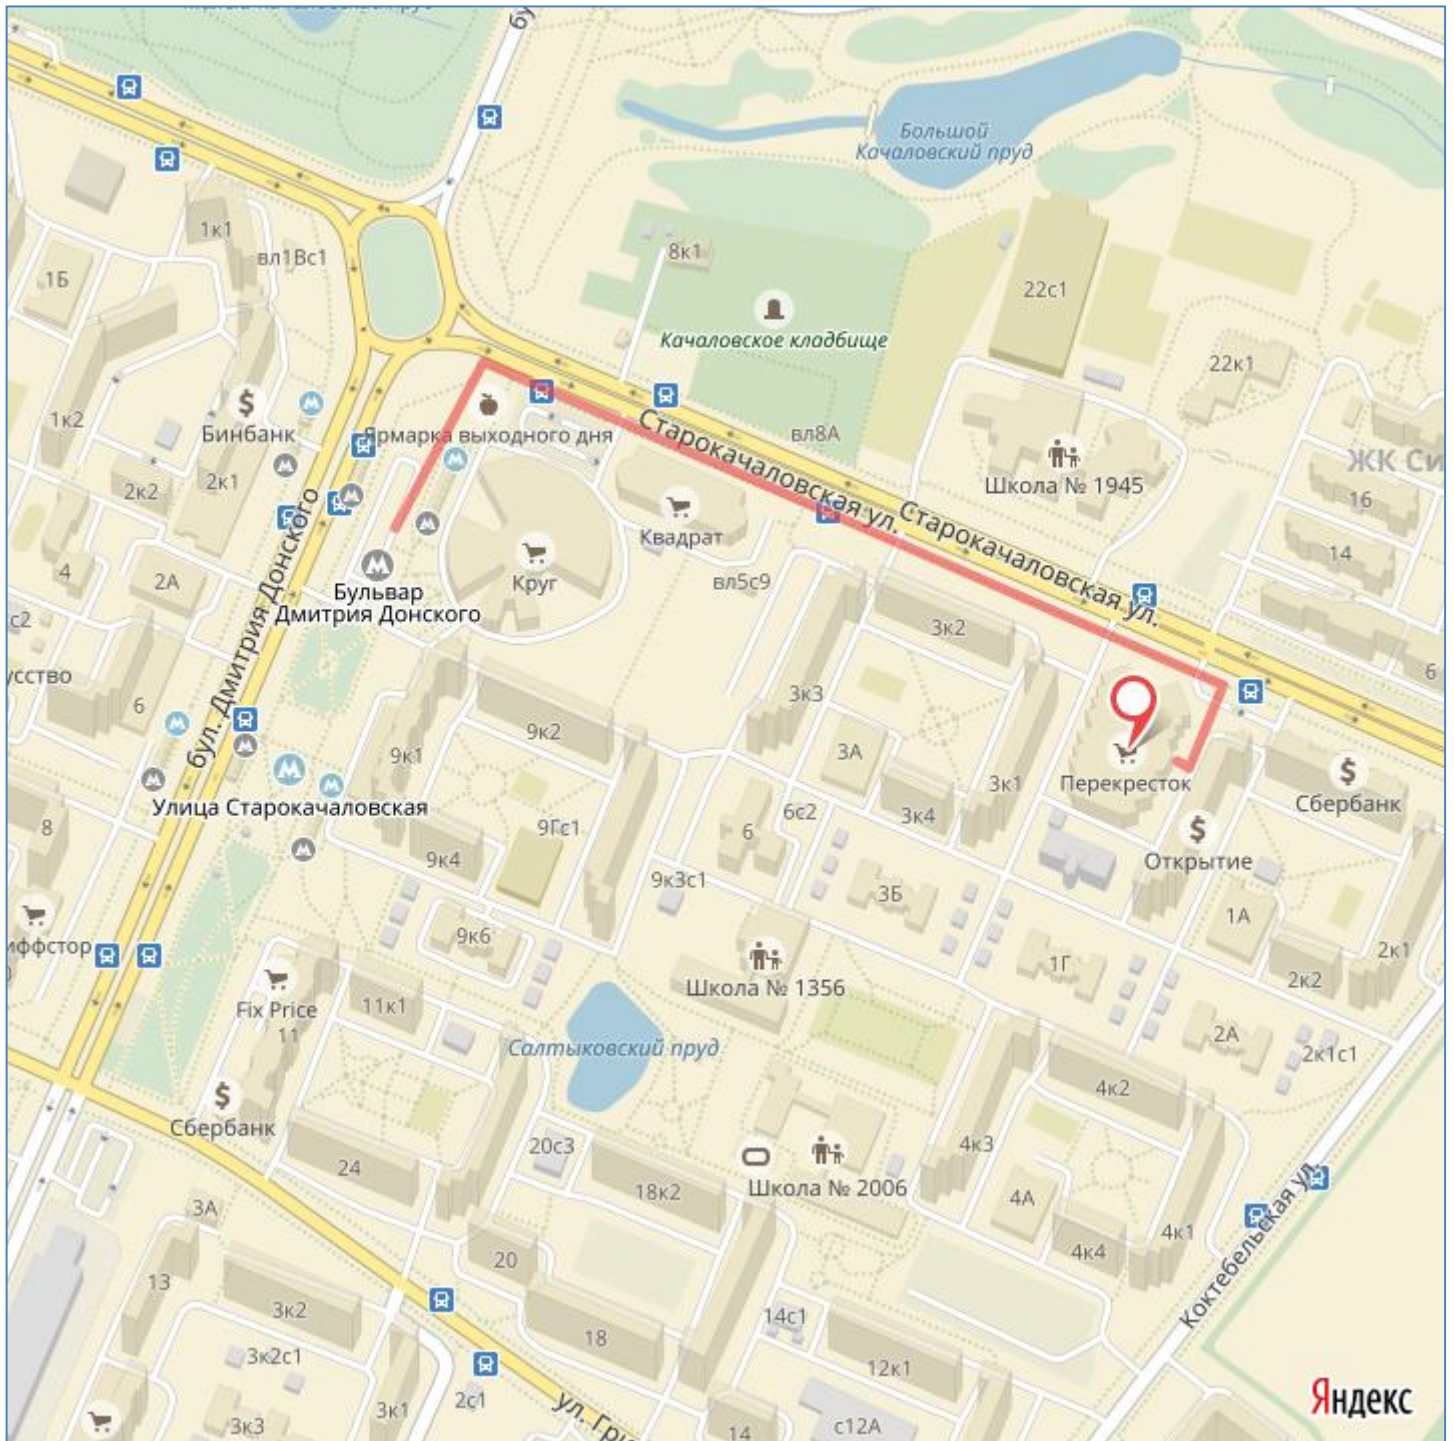 бу
Большой
Качаловский пруд
1к1
вл1Вс1
8к1
1Б
22с1
Качаловское кладбище
22к1
1к2
Бинбанк
Ярмарка выходного дня
Старокачаловская ул.
вл8А
ЖК Си
2к2
2к1
Школа № 1945
16
Старокачаловская ул.
Квадрат
14
4
2А
Круг
вл5с9
Бульвар
Дмитрия Донского
бул. Дмитрия Донского
с2
3к2
усство
6
6
3к3
9к2
9к1
3А
3к1
Перекресток
Сбербанк
Улица Старокачаловская
8
9Гс1
6
6с2
3к4
9к4
Открытие
9к3с1
3Б
1А
иффстор
9к6
1Г
2к1
2к2
Школа № 1356
Fix Price
11
11к1
Салтыковский пруд
2А
2к1с1
4к2
Сбербанк
24
20с3
4к3
18к2
Школа № 2006
4А
3А
4к1
4к4
20
Коктебельская ул.
13
3к2
14с1
18
3к2с1
12к1
2с1
ул. Гри
3к3
3к1
14
с12А
Яндекс